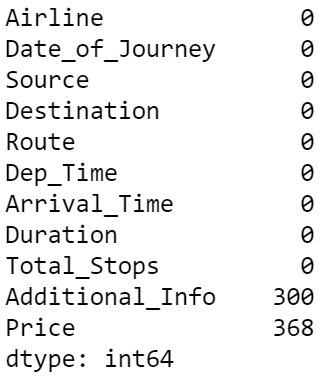 Airline 0
Date_of_Journey 0
Source 0
Destination 0
Route 0
Dep_Time 0
Arrival_Time 0
Duration 0
Total_Stops 0
Additional_Info 300
Price 368
dtype: int64